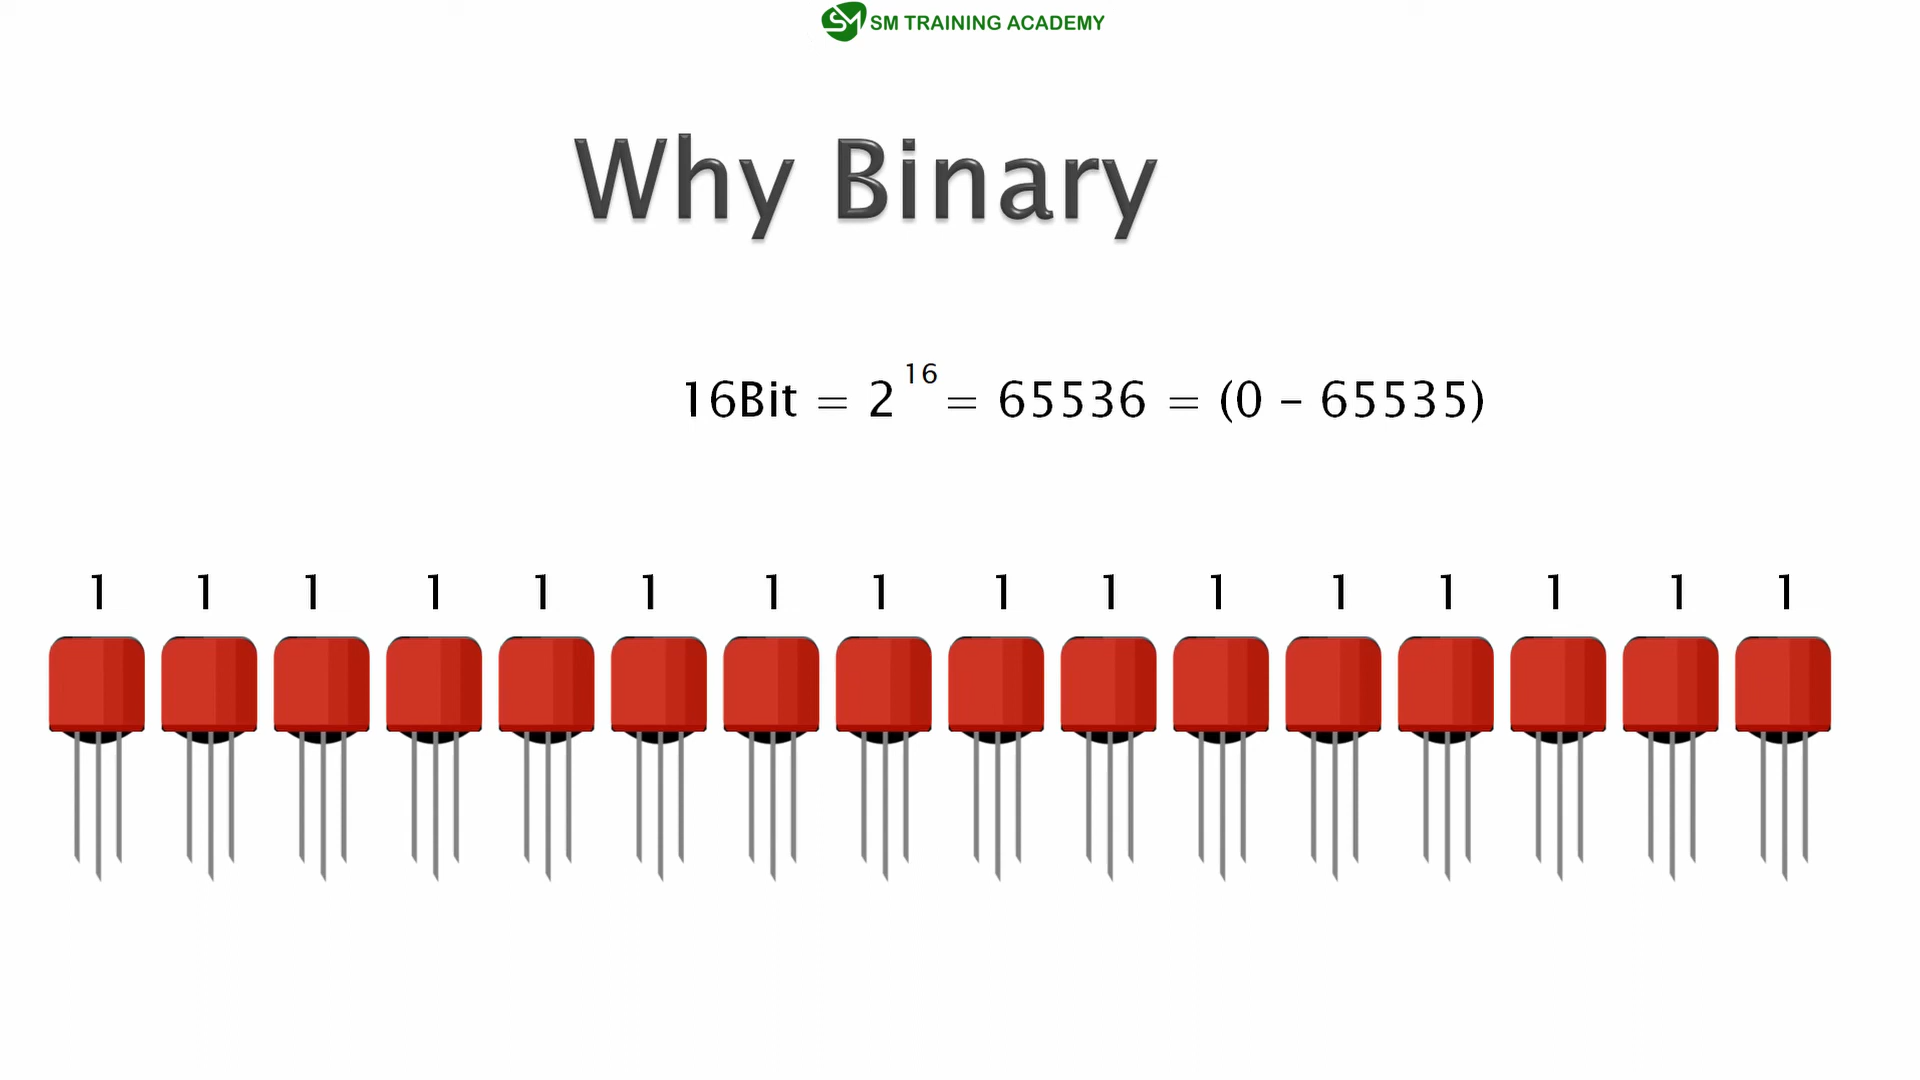 SM TRAINING ACADEMY
Why Binary
16Bit = 2^16 = 65536 = (0 – 65535)
1 1 1 1 1 1 1 1 1 1 1 1 1 1 1 1